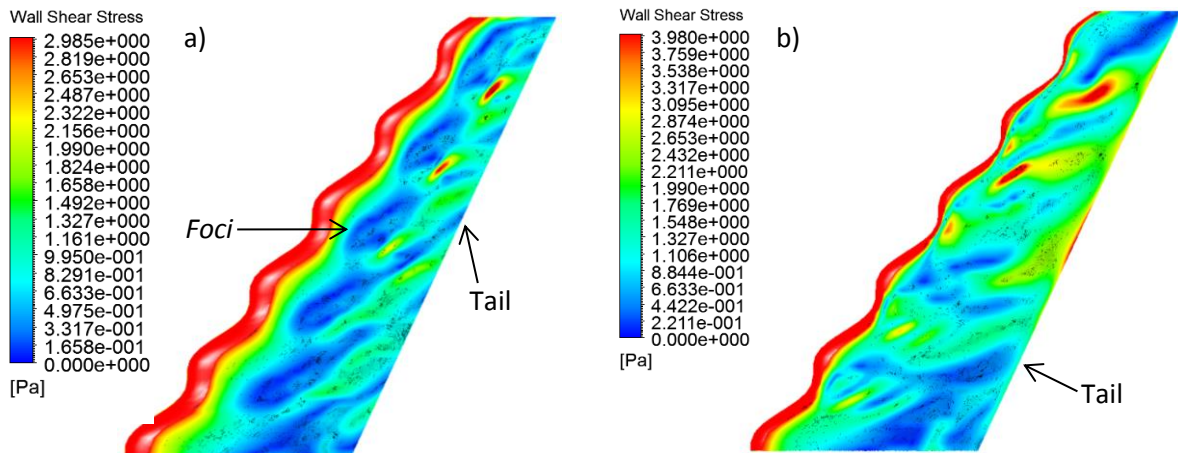 Wall Shear Stress
a)
2.985e+000
2.819e+000
2.653e+000
2.487e+000
2.322e+000
2.156e+000
1.990e+000
1.824e+000
1.658e+000
1.492e+000
1.327e+000
1.161e+000
9.950e-001
8.291e-001
6.633e-001
4.975e-001
3.317e-001
1.658e-001
0.000e+000
[Pa]
Foci
Tail
Wall Shear Stress
b)
3.980e+000
3.759e+000
3.538e+000
3.317e+000
3.095e+000
2.874e+000
2.653e+000
2.432e+000
2.211e+000
1.990e+000
1.769e+000
1.548e+000
1.327e+000
1.106e+000
8.844e-001
6.633e-001
4.422e-001
2.211e-001
0.000e+000
[Pa]
Tail